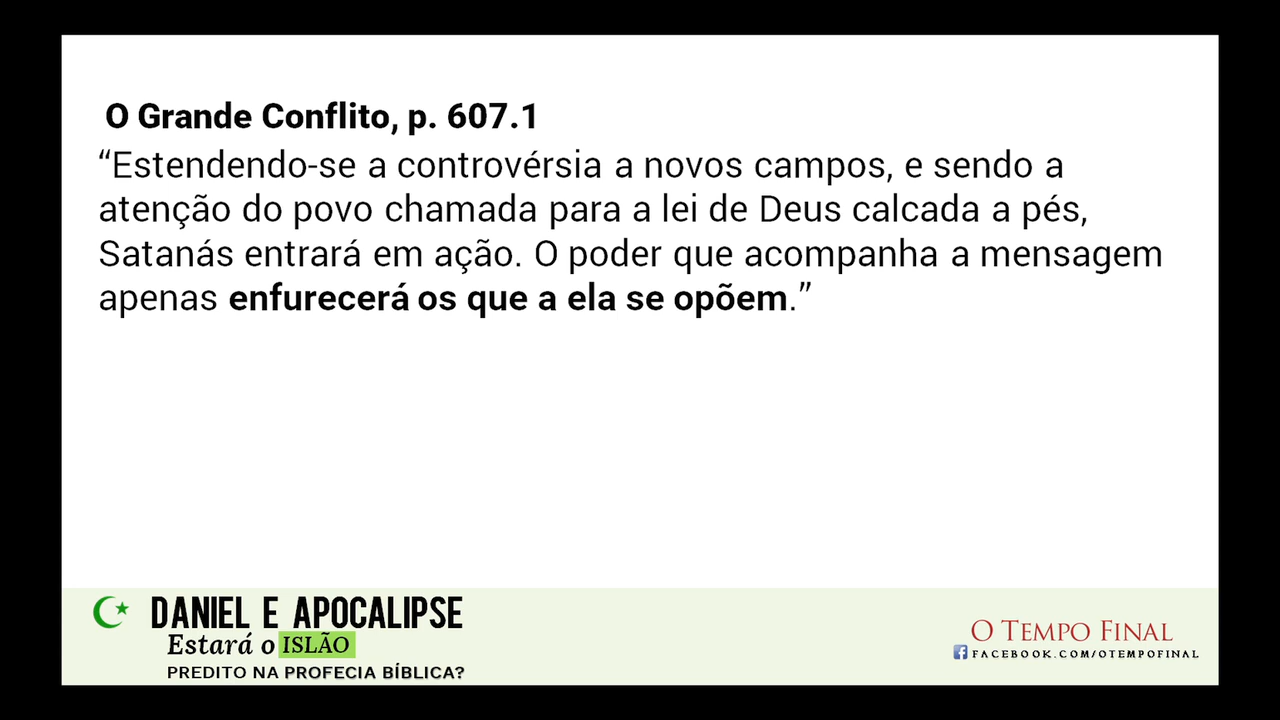 O Grande Conflito, p. 607.1
“Estendendo-se a controvérsia a novos campos, e sendo a
atenção do povo chamada para a lei de Deus calcada a pés,
Satanás entrará em ação. O poder que acompanha a mensagem
apenas enfurecerá os que a ela se opõem.”
DANIEL E APOCALIPSE
Estará o ISLÃO
PREDITO NA PROFECIA BÍBLICA?
O TEMPO FINAL
FACEBOOK.COM/OTEMPOFINAL